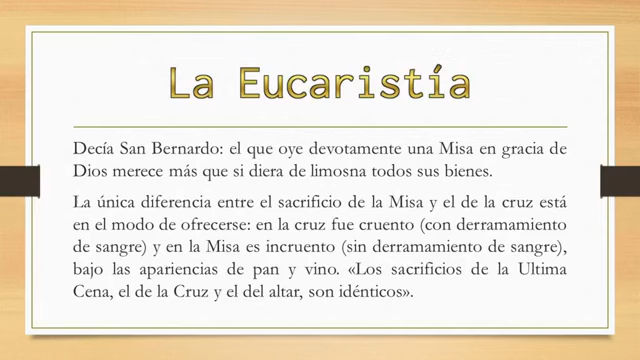 La Eucaristía
Decía San Bernardo: el que oye devotamente una Misa en gracia de
Dios merece más que si diera de limosna todos sus bienes.
La única diferencia entre el sacrificio de la Misa y el de la cruz está
en el modo de ofrecerse: en la cruz fue cruento (con derramamiento
de sangre) y en la Misa es incruento (sin derramamiento de sangre),
bajo las apariencias de pan y vino. «Los sacrificios de la Ultima
Cena, el de la Cruz y el del altar, son idénticos».